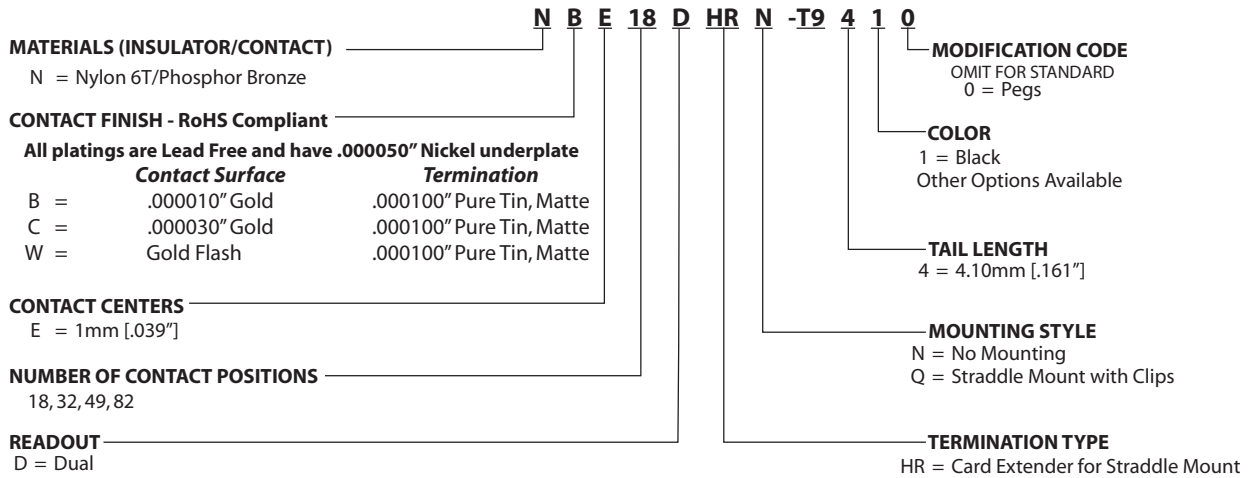 N B E 18 D HR N -T9 4 1 0
MATERIALS (INSULATOR/CONTACT)
N = Nylon 6T/Phosphor Bronze
CONTACT FINISH - RoHS Compliant
All platings are Lead Free and have .000050” Nickel underplate
Contact Surface Termination
B = .000010” Gold .000100” Pure Tin, Matte
C = .000030” Gold .000100” Pure Tin, Matte
W = Gold Flash .000100” Pure Tin, Matte
CONTACT CENTERS
E = 1mm [.039”]
NUMBER OF CONTACT POSITIONS
18, 32, 49, 82
READOUT
D = Dual
MODIFICATION CODE
OMIT FOR STANDARD
0 = Pegs
COLOR
1 = Black
Other Options Available
TAIL LENGTH
4 = 4.10mm [.161”]
MOUNTING STYLE
N = No Mounting
Q = Straddle Mount with Clips
TERMINATION TYPE
HR = Card Extender for Straddle Mount